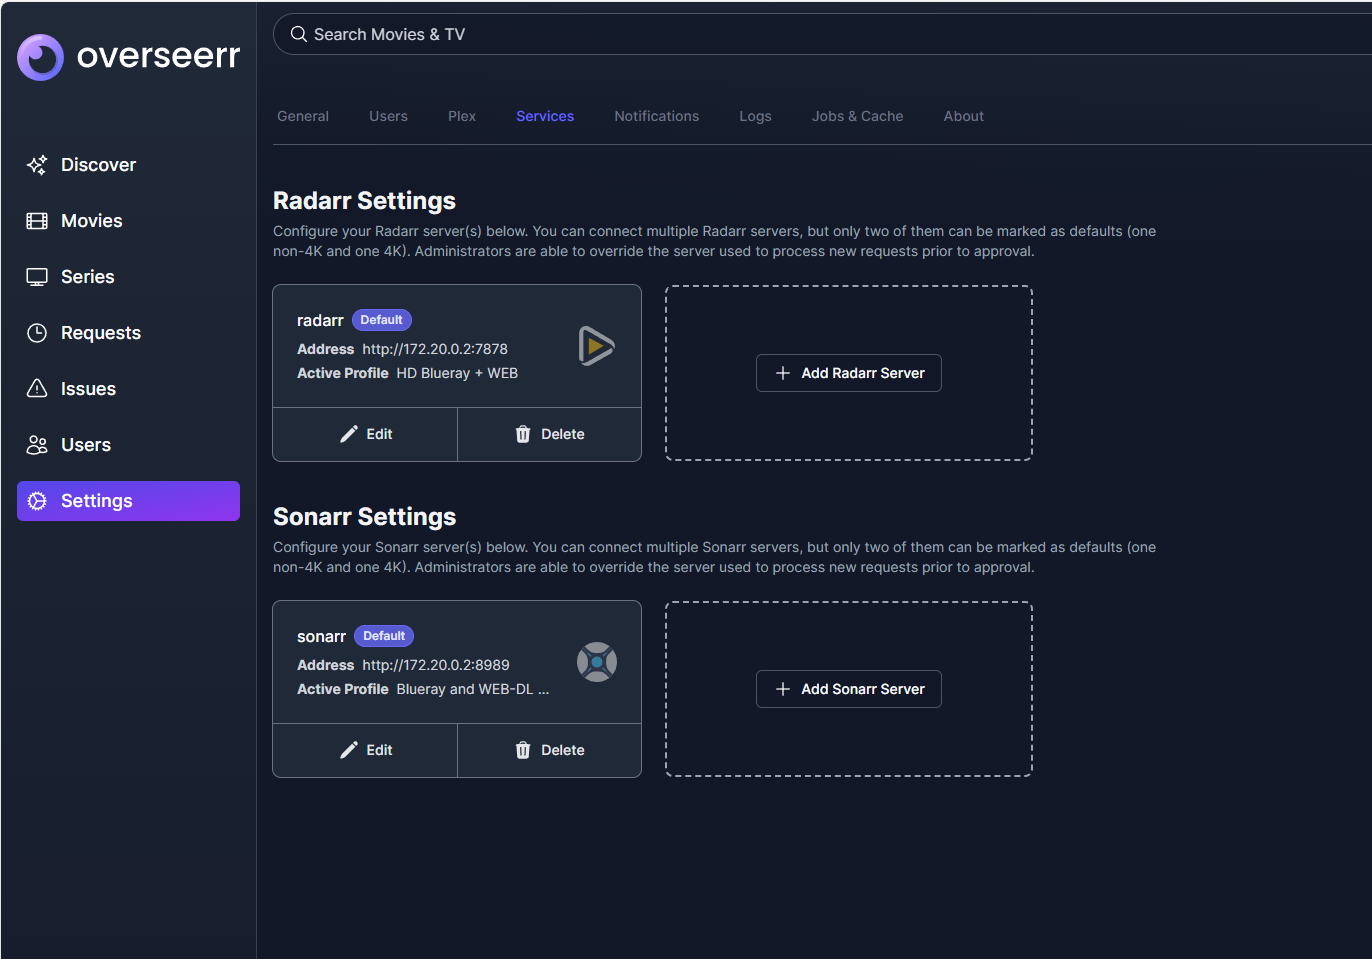 overseerr
Search Movies & TV
General Users Plex Services Notifications Logs Jobs & Cache About
Discover
Movies
Series
Requests
Issues
Users
Settings
Radarr Settings
Configure your Radarr server(s) below. You can connect multiple Radarr servers, but only two of them can be marked as defaults (one
non-4K and one 4K). Administrators are able to override the server used to process new requests prior to approval.
radarr Default
Address http://172.20.0.2:7878
Active Profile HD Blueray + WEB
Edit Delete
Add Radarr Server
Sonarr Settings
Configure your Sonarr server(s) below. You can connect multiple Sonarr servers, but only two of them can be marked as defaults (one
non-4K and one 4K). Administrators are able to override the server used to process new requests prior to approval.
sonarr Default
Address http://172.20.0.2:8989
Active Profile Blueray and WEB-DL ...
Edit Delete
Add Sonarr Server